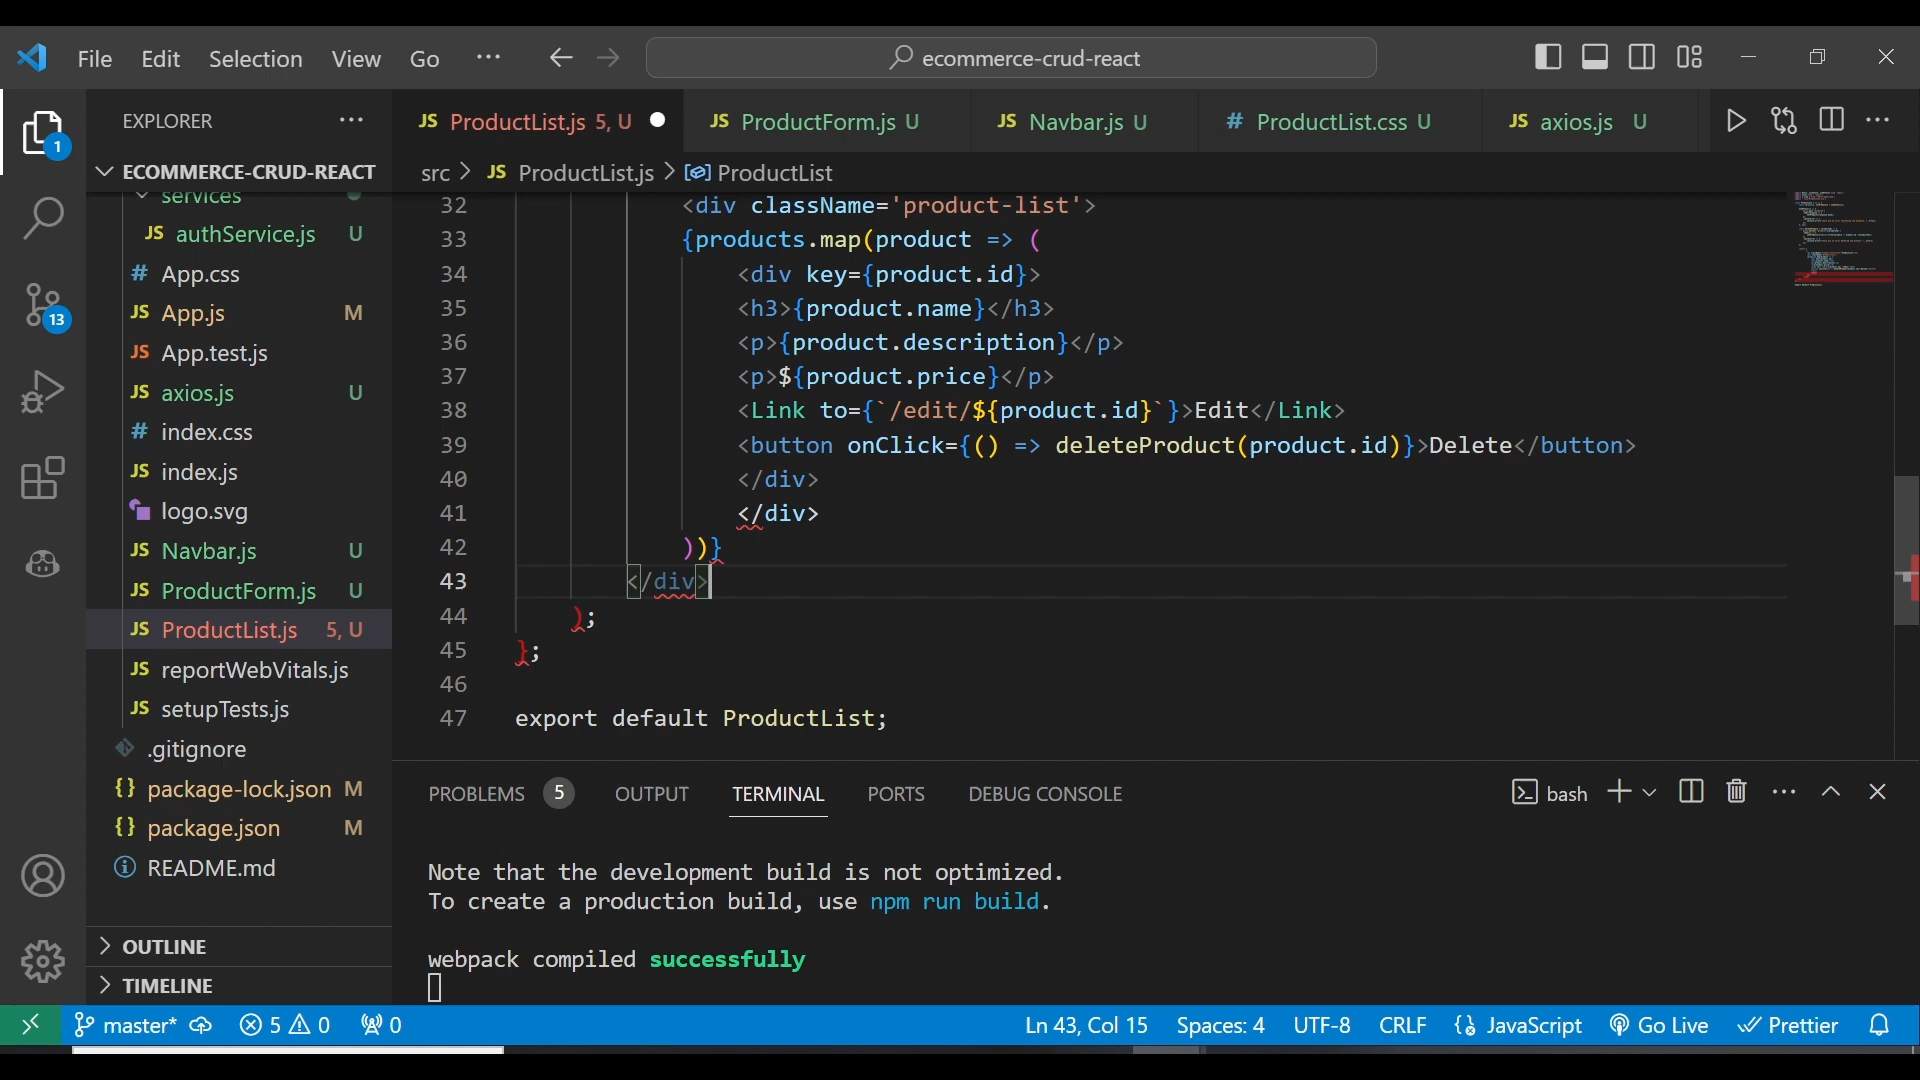 File Edit Selection View Go ··· ecommerce-crud-react
EXPLORER ···
JS ProductList.js 5, U
JS ProductForm.js U
JS Navbar.js U
# ProductList.css U
JS axios.js U
ECOMMERCE-CRUD-REACT
src > JS ProductList.js > ProductList
1
13
services
JS authService.js U
# App.css
JS App.js M
JS App.test.js
JS axios.js U
# index.css
JS index.js
logo.svg
JS Navbar.js U
JS ProductForm.js U
JS ProductList.js 5, U
JS reportWebVitals.js
JS setupTests.js
.gitignore
{} package-lock.json M
{} package.json M
README.md
OUTLINE
TIMELINE
32 <div className='product-list'>
33 {products.map(product => (
34 <div key={product.id}>
35 <h3>{product.name}</h3>
36 <p>{product.description}</p>
37 <p>${product.price}</p>
38 <Link to={`/edit/${product.id}`}>Edit</Link>
39 <button onClick={() => deleteProduct(product.id)}>Delete</button>
40 </div>
41 </div>
42 ))}
43 </div>
44 );
45 };
46
47 export default ProductList;
PROBLEMS 5 OUTPUT TERMINAL PORTS DEBUG CONSOLE bash
Note that the development build is not optimized.
To create a production build, use npm run build.
webpack compiled successfully
master* 5 0 0 Ln 43, Col 15 Spaces: 4 UTF-8 CRLF {} JavaScript Go Live Prettier